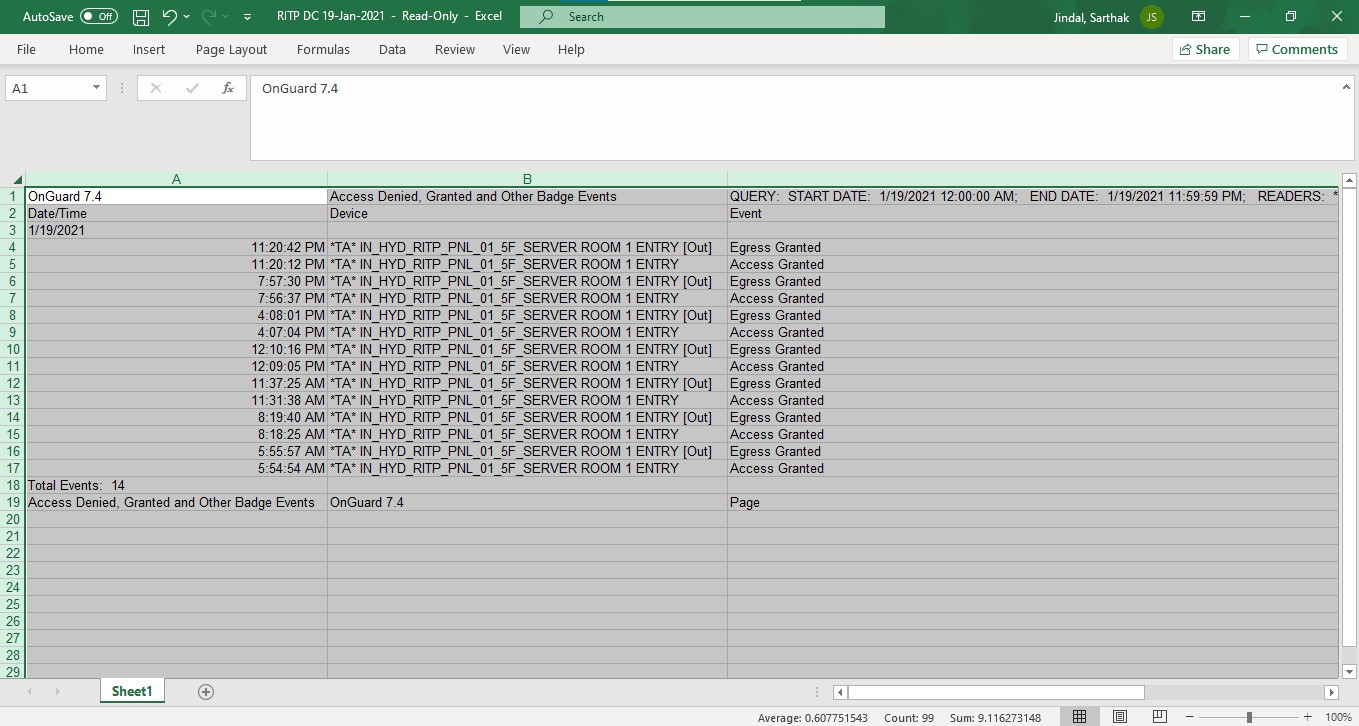 AutoSave Off RITP DC 19-Jan-2021 - Read-Only - Excel Search Jindal, Sarthak JS
File Home Insert Page Layout Formulas Data Review View Help Share Comments
A1 fx OnGuard 7.4
A B
1 OnGuard 7.4 Access Denied, Granted and Other Badge Events QUERY: START DATE: 1/19/2021 12:00:00 AM; END DATE: 1/19/2021 11:59:59 PM; READERS: *
2 Date/Time Device Event
3 1/19/2021
4 11:20:42 PM *TA* IN_HYD_RITP_PNL_01_5F_SERVER ROOM 1 ENTRY [Out] Egress Granted
5 11:20:12 PM *TA* IN_HYD_RITP_PNL_01_5F_SERVER ROOM 1 ENTRY Access Granted
6 7:57:30 PM *TA* IN_HYD_RITP_PNL_01_5F_SERVER ROOM 1 ENTRY [Out] Egress Granted
7 7:56:37 PM *TA* IN_HYD_RITP_PNL_01_5F_SERVER ROOM 1 ENTRY Access Granted
8 4:08:01 PM *TA* IN_HYD_RITP_PNL_01_5F_SERVER ROOM 1 ENTRY [Out] Egress Granted
9 4:07:04 PM *TA* IN_HYD_RITP_PNL_01_5F_SERVER ROOM 1 ENTRY Access Granted
10 12:10:16 PM *TA* IN_HYD_RITP_PNL_01_5F_SERVER ROOM 1 ENTRY [Out] Egress Granted
11 12:09:05 PM *TA* IN_HYD_RITP_PNL_01_5F_SERVER ROOM 1 ENTRY Access Granted
12 11:37:25 AM *TA* IN_HYD_RITP_PNL_01_5F_SERVER ROOM 1 ENTRY [Out] Egress Granted
13 11:31:38 AM *TA* IN_HYD_RITP_PNL_01_5F_SERVER ROOM 1 ENTRY Access Granted
14 8:19:40 AM *TA* IN_HYD_RITP_PNL_01_5F_SERVER ROOM 1 ENTRY [Out] Egress Granted
15 8:18:25 AM *TA* IN_HYD_RITP_PNL_01_5F_SERVER ROOM 1 ENTRY Access Granted
16 5:55:57 AM *TA* IN_HYD_RITP_PNL_01_5F_SERVER ROOM 1 ENTRY [Out] Egress Granted
17 5:54:54 AM *TA* IN_HYD_RITP_PNL_01_5F_SERVER ROOM 1 ENTRY Access Granted
18 Total Events: 14
19 Access Denied, Granted and Other Badge Events OnGuard 7.4 Page
20
21
22
23
24
25
26
27
28
29
Sheet1
Average: 0.607751543 Count: 99 Sum: 9.116273148 100%